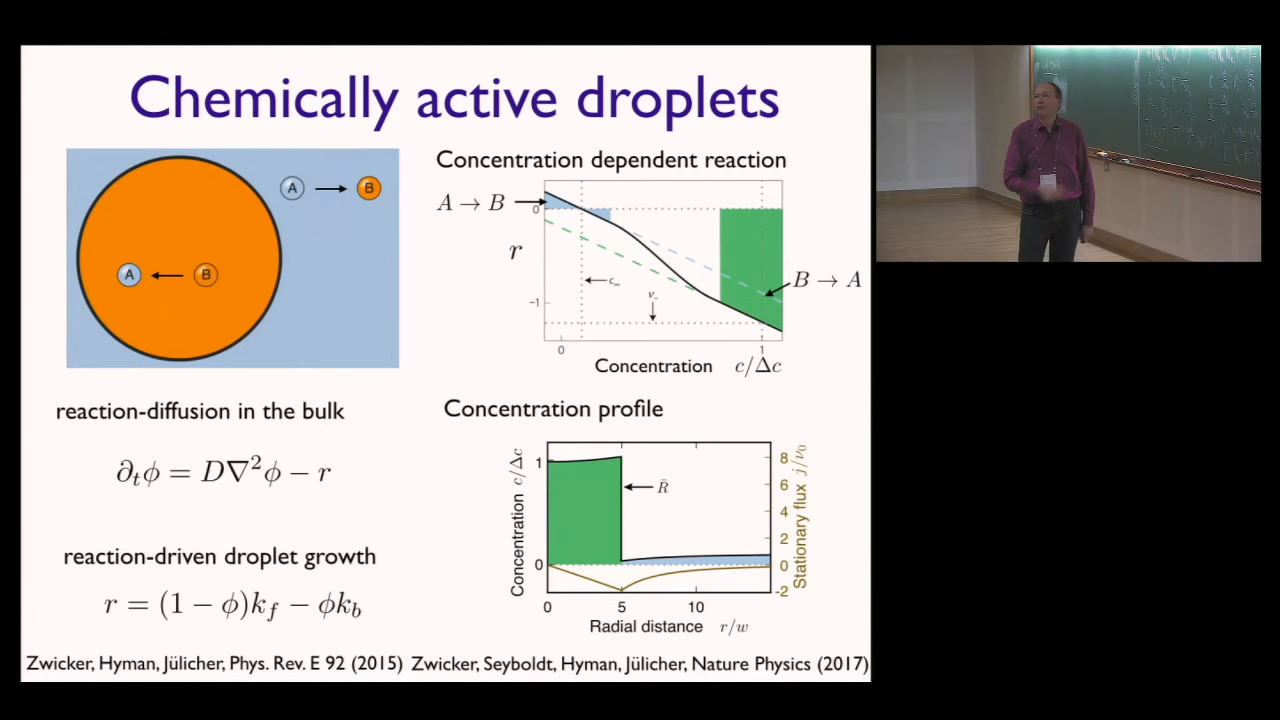 Chemically active droplets
A → B
A ← B
Concentration dependent reaction
A → B
0
r
c∞
B → A
-1
0
1
Concentration c/Δc
reaction-diffusion in the bulk
∂ₜϕ = D∇²ϕ − r
reaction-driven droplet growth
r = (1 − ϕ)k_f − ϕk_b
Concentration profile
Concentration c/Δc
1
0
R̄
8
6
4
2
0
-2
Stationary flux j/ν₀
0
5
10
Radial distance r/w
Zwicker, Hyman, Jülicher, Phys. Rev. E 92 (2015)
Zwicker, Seyboldt, Hyman, Jülicher, Nature Physics (2017)